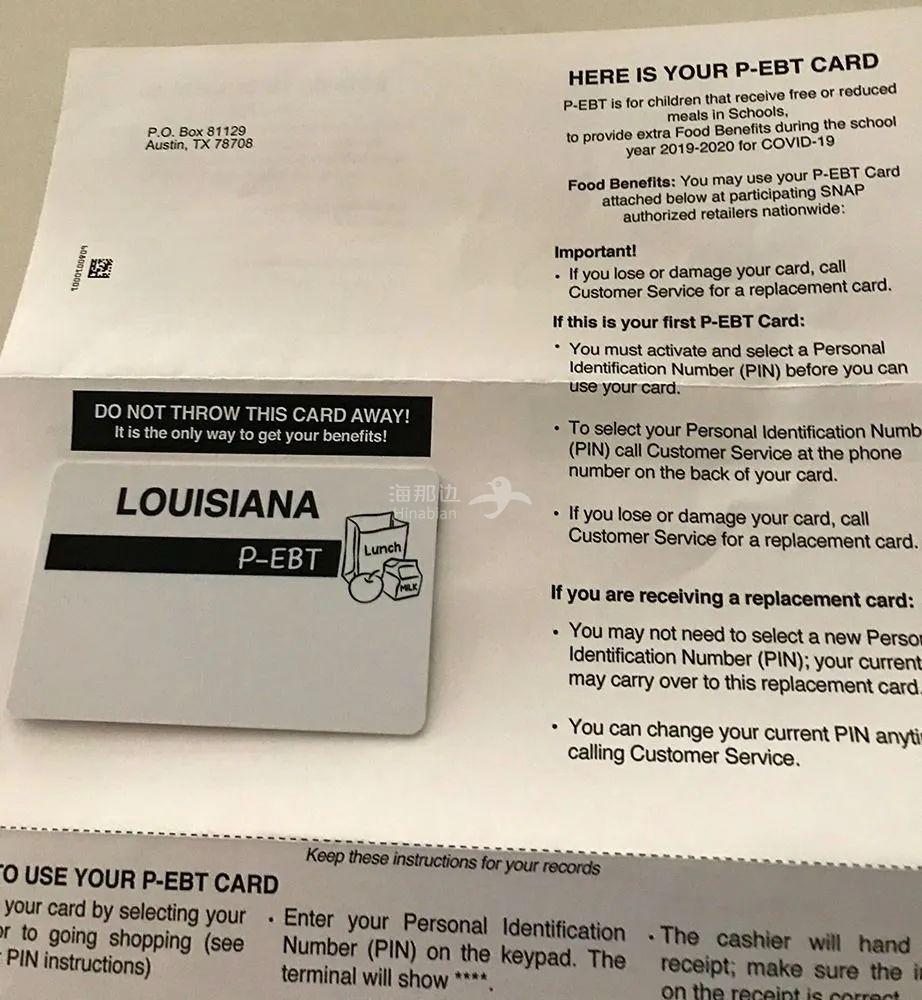 P.O. Box 81129
Austin, TX 78708
HERE IS YOUR P-EBT CARD
P-EBT is for children that receive free or reduced
meals in Schools,
to provide extra Food Benefits during the school
year 2019-2020 for COVID-19
Food Benefits: You may use your P-EBT Card
attached below at participating SNAP
authorized retailers nationwide:
Important!
• If you lose or damage your card, call
Customer Service for a replacement card.
If this is your first P-EBT Card:
• You must activate and select a Personal
Identification Number (PIN) before you can
use your card.
• To select your Personal Identification Numb
(PIN) call Customer Service at the phone
number on the back of your card.
• If you lose or damage your card, call
Customer Service for a replacement card.
If you are receiving a replacement card:
• You may not need to select a new Perso
Identification Number (PIN); your current
may carry over to this replacement card.
• You can change your current PIN anyti
calling Customer Service.
DO NOT THROW THIS CARD AWAY!
It is the only way to get your benefits!
LOUISIANA
P-EBT
Lunch
MILK
海那边
Hinabian
Keep these instructions for your records
TO USE YOUR P-EBT CARD
your card by selecting your
or to going shopping (see
PIN instructions)
• Enter your Personal Identification
Number (PIN) on the keypad. The
terminal will show ****.
• The cashier will hand
receipt; make sure the i
on the receipt is correct